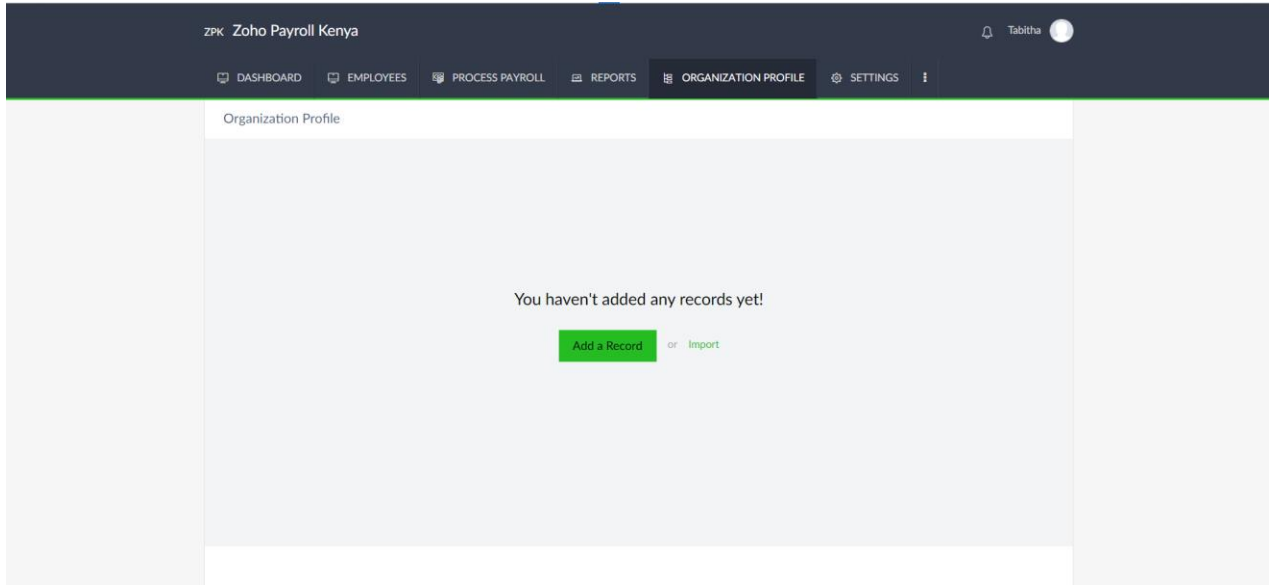 ZPK Zoho Payroll Kenya
Tabitha
DASHBOARD EMPLOYEES PROCESS PAYROLL REPORTS ORGANIZATION PROFILE SETTINGS
Organization Profile
You haven't added any records yet!
Add a Record or Import